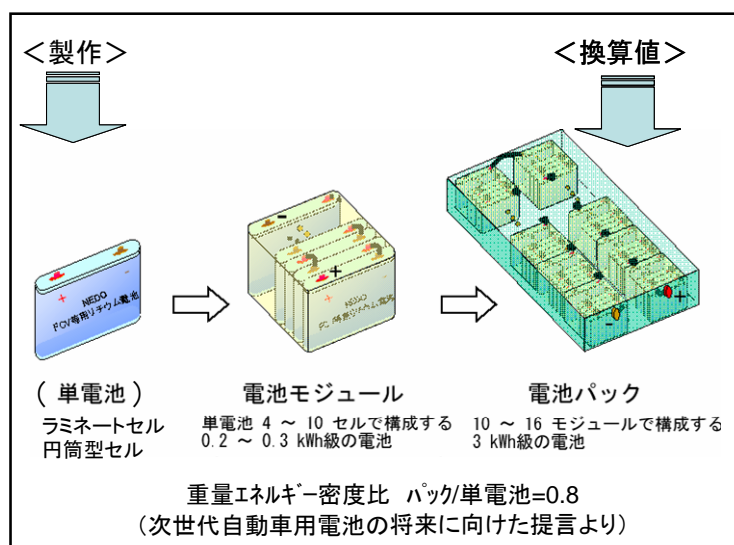 ＜製作＞
＜換算値＞
NEDO
FCV等用リチウム電池
NEDO
(単電池)
ラミネートセル
円筒型セル
電池モジュール
単電池 4 ～ 10 セルで構成する
0.2 ～ 0.3 kWh級の電池
電池パック
10 ～ 16 モジュールで構成する
3 kWh級の電池
重量エネルギー密度比 パック/単電池=0.8
(次世代自動車用電池の将来に向けた提言より)